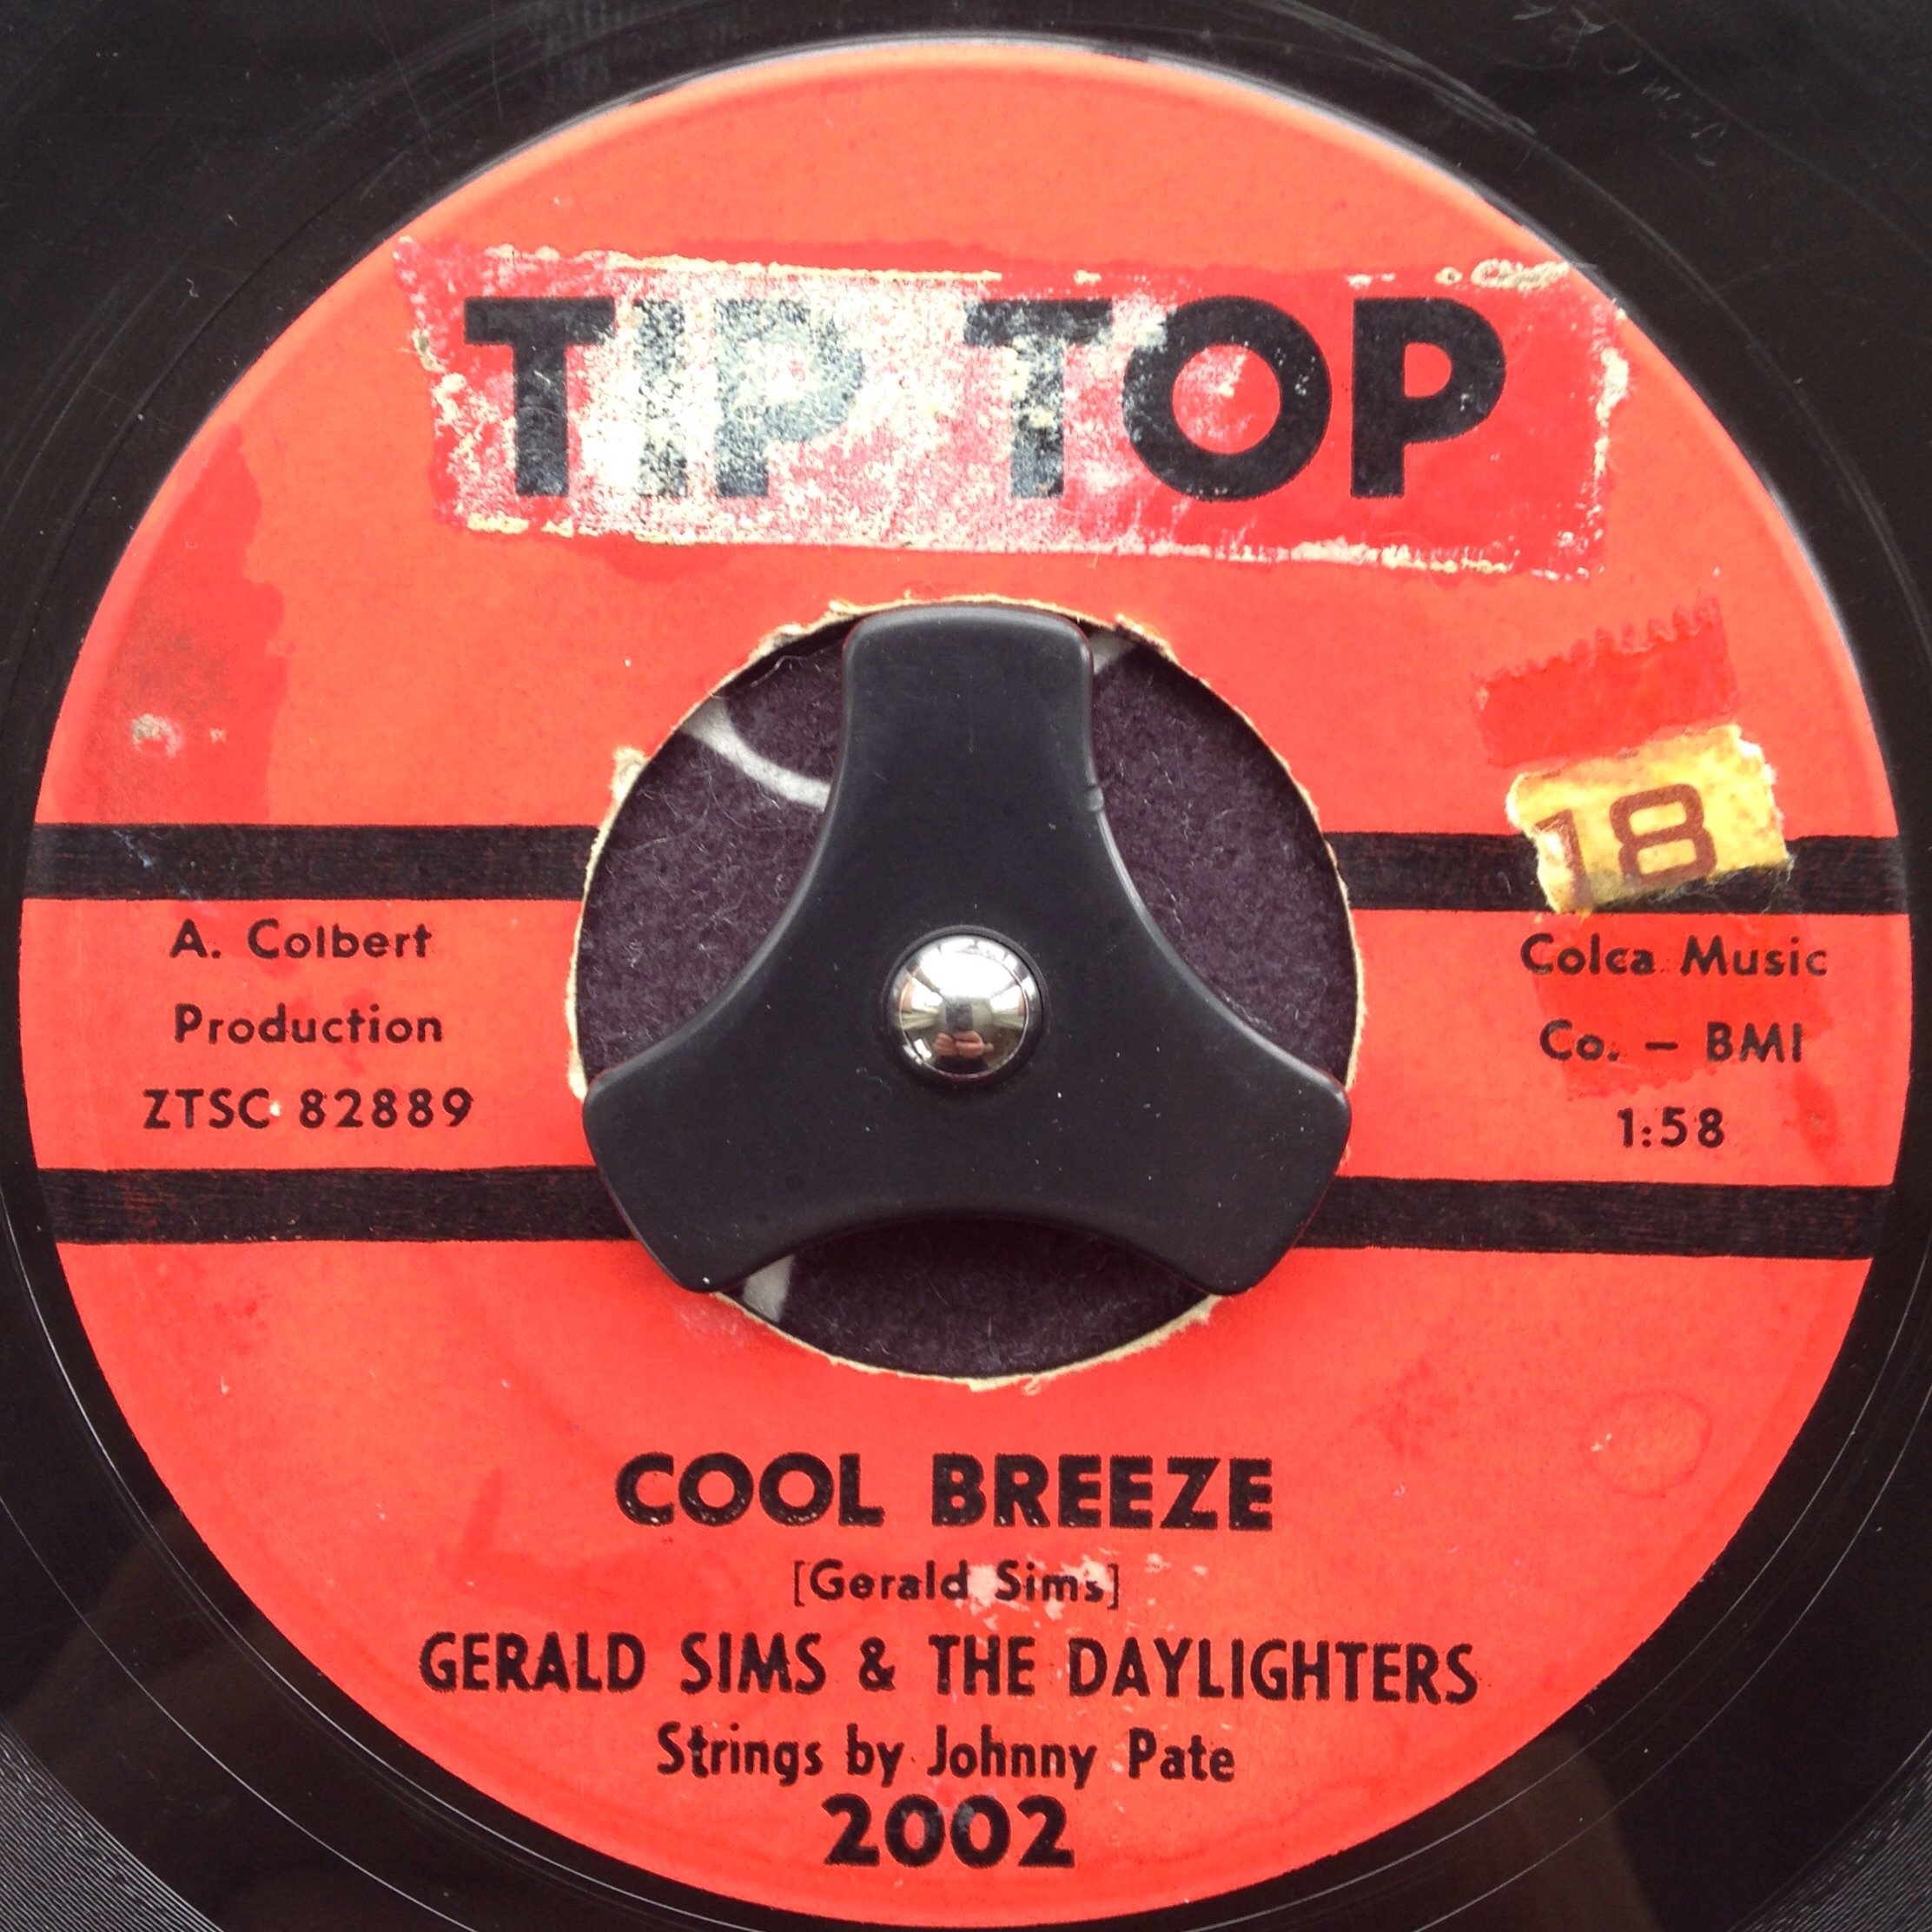 TIP TOP
18
A. Colbert
Production
ZTSC 82889
Colca Music
Co. — BMI
1:58
COOL BREEZE
[Gerald Sims]
GERALD SIMS & THE DAYLIGHTERS
Strings by Johnny Pate
2002